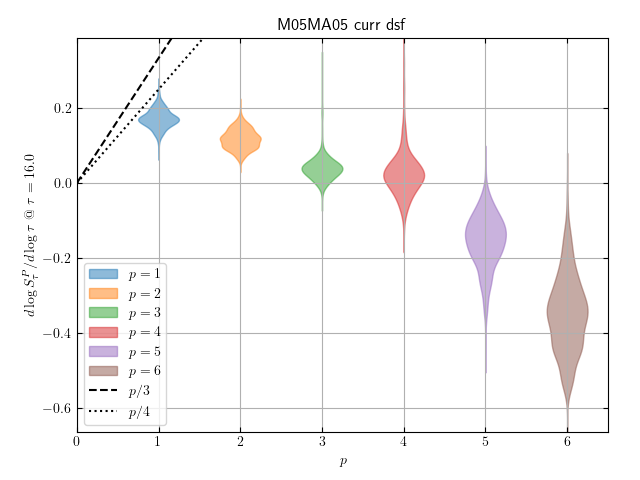 M05MA05 curr dsf
d log S_τ^P / d log τ @ τ = 16.0
0.2
0.0
−0.2
−0.4
−0.6
p = 1
p = 2
p = 3
p = 4
p = 5
p = 6
p/3
p/4
0 1 2 3 4 5 6
p